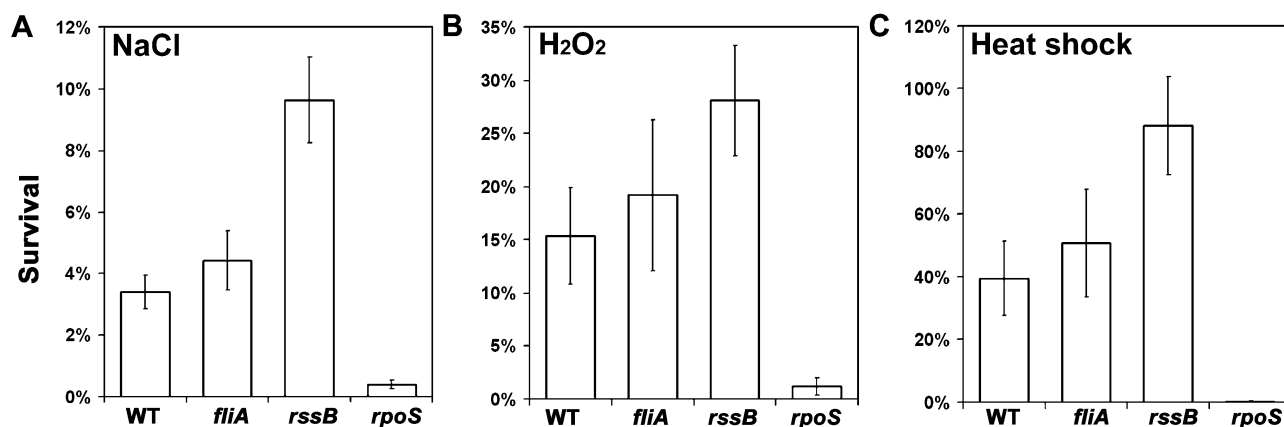 A
NaCl
Survival
12%
10%
8%
6%
4%
2%
0%
WT fliA rssB rpoS
B
H2O2
35%
30%
25%
20%
15%
10%
5%
0%
WT fliA rssB rpoS
C
Heat shock
120%
100%
80%
60%
40%
20%
0%
WT fliA rssB rpoS